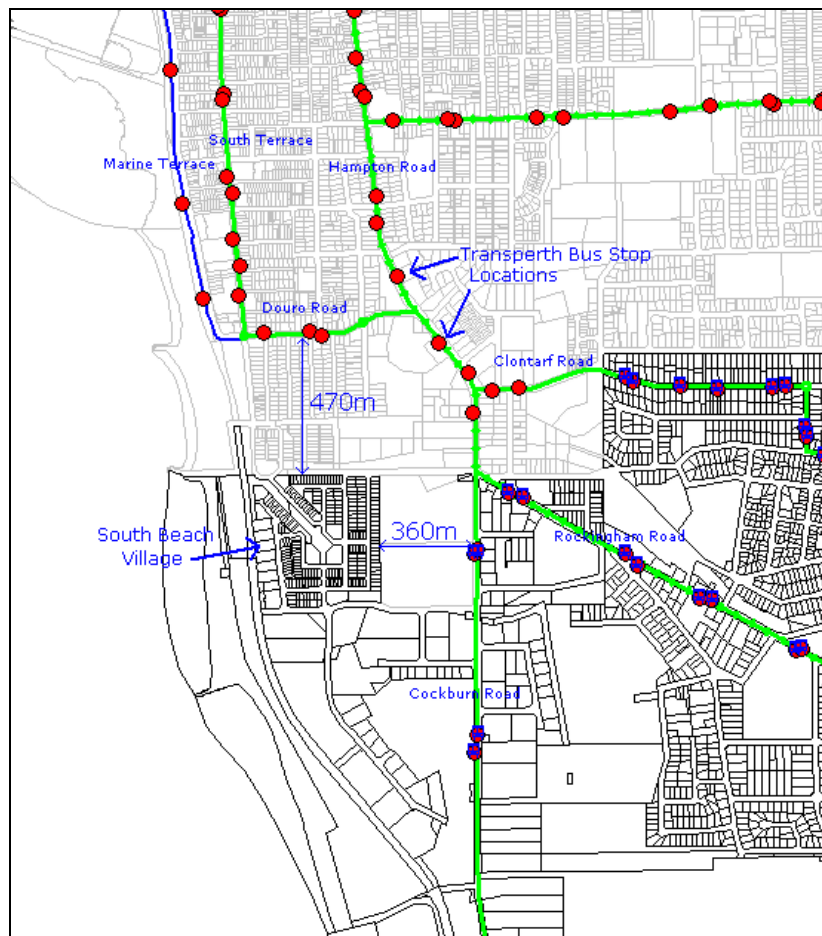 South Terrace
Marine Terrace
Hampton Road
Transperth Bus Stop
Locations
Douro Road
Clontarf Road
470m
South Beach
Village
360m
Rockingham Road
Cockburn Road